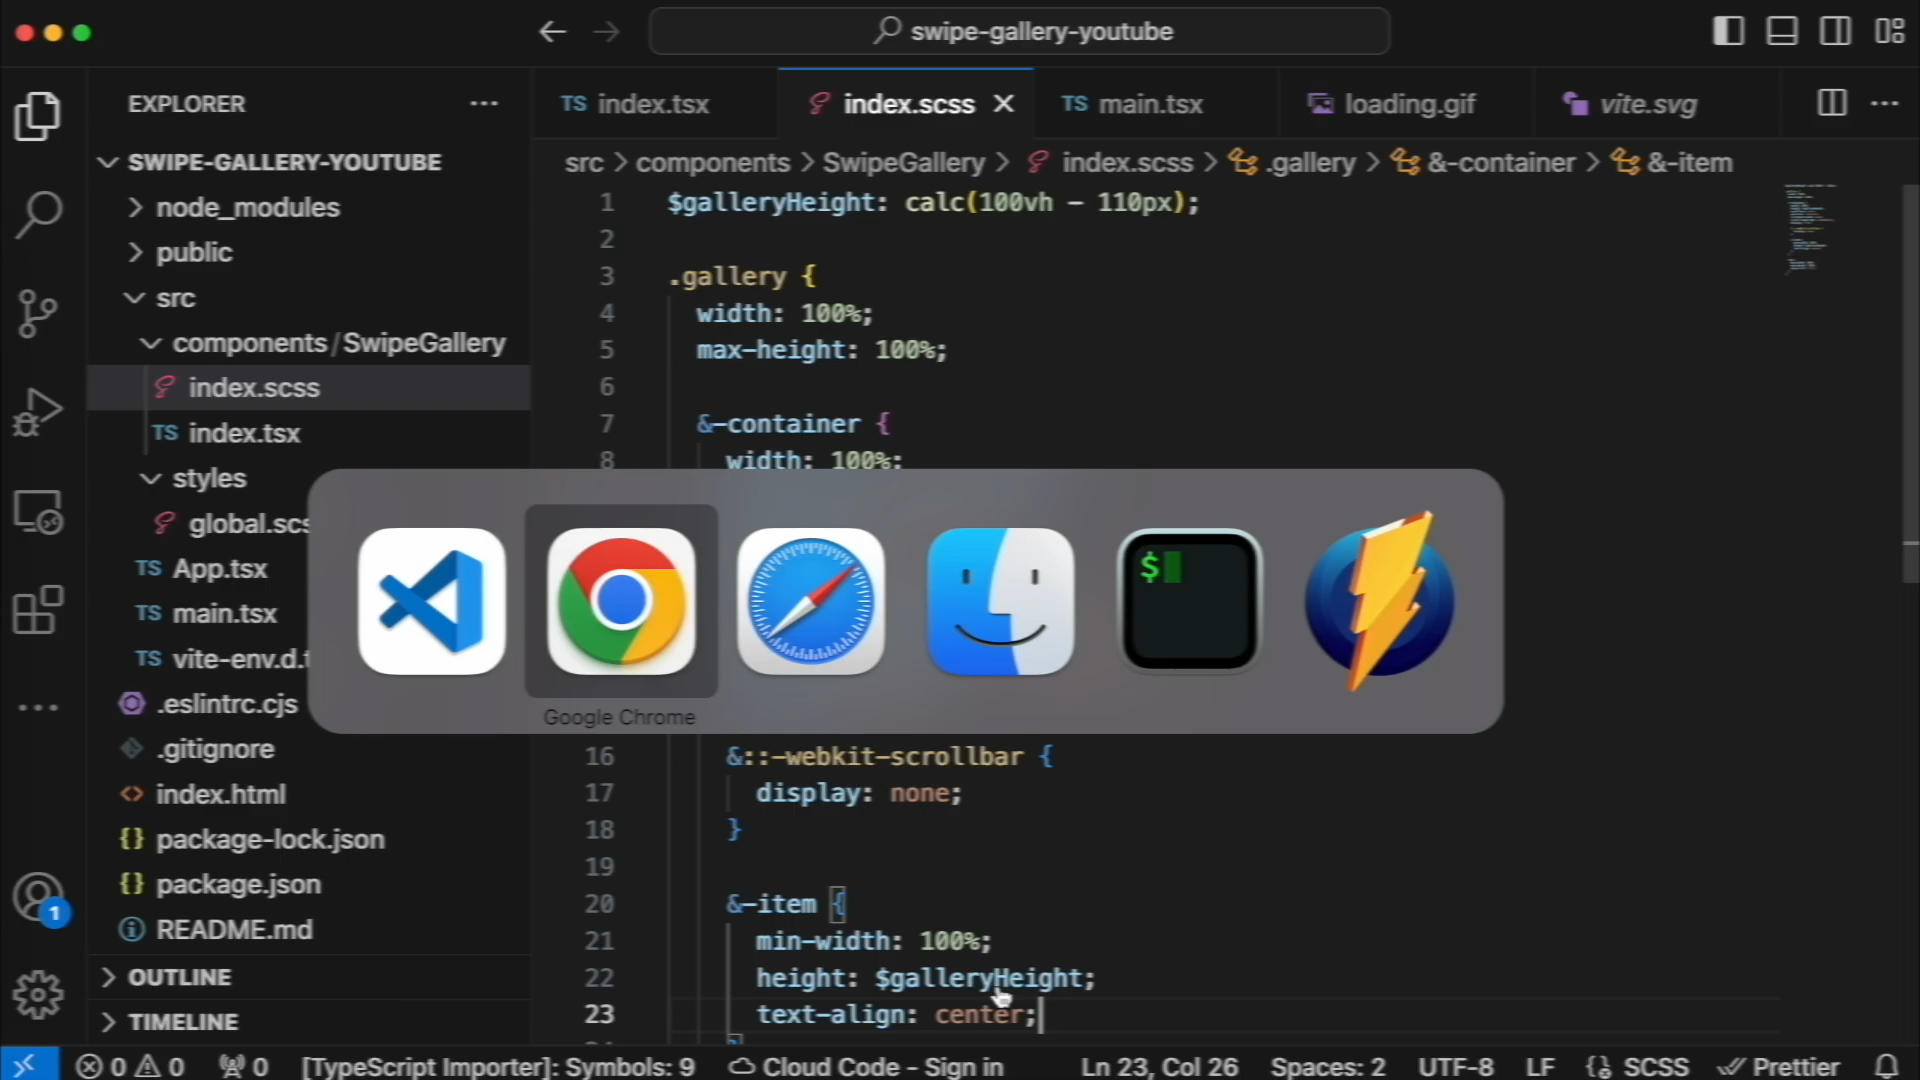 swipe-gallery-youtube
EXPLORER
TS index.tsx
index.scss
TS main.tsx
loading.gif
vite.svg
SWIPE-GALLERY-YOUTUBE
src > components > SwipeGallery > index.scss > .gallery > &-container > &-item
node_modules
public
src
components/SwipeGallery
index.scss
TS index.tsx
styles
global.scs
TS App.tsx
TS main.tsx
TS vite-env.d.t
.eslintrc.cjs
.gitignore
<> index.html
{} package-lock.json
{} package.json
README.md
OUTLINE
TIMELINE
1 $galleryHeight: calc(100vh - 110px);
2
3 .gallery {
4 width: 100%;
5 max-height: 100%;
6
7 &-container {
8 width: 100%;
$
Google Chrome
16 &::-webkit-scrollbar {
17 display: none;
18 }
19
20 &-item {
21 min-width: 100%;
22 height: $galleryHeight;
23 text-align: center;
1
0 0 0 [TypeScript Importer]: Symbols: 9 Cloud Code - Sign in Ln 23, Col 26 Spaces: 2 UTF-8 LF SCSS Prettier